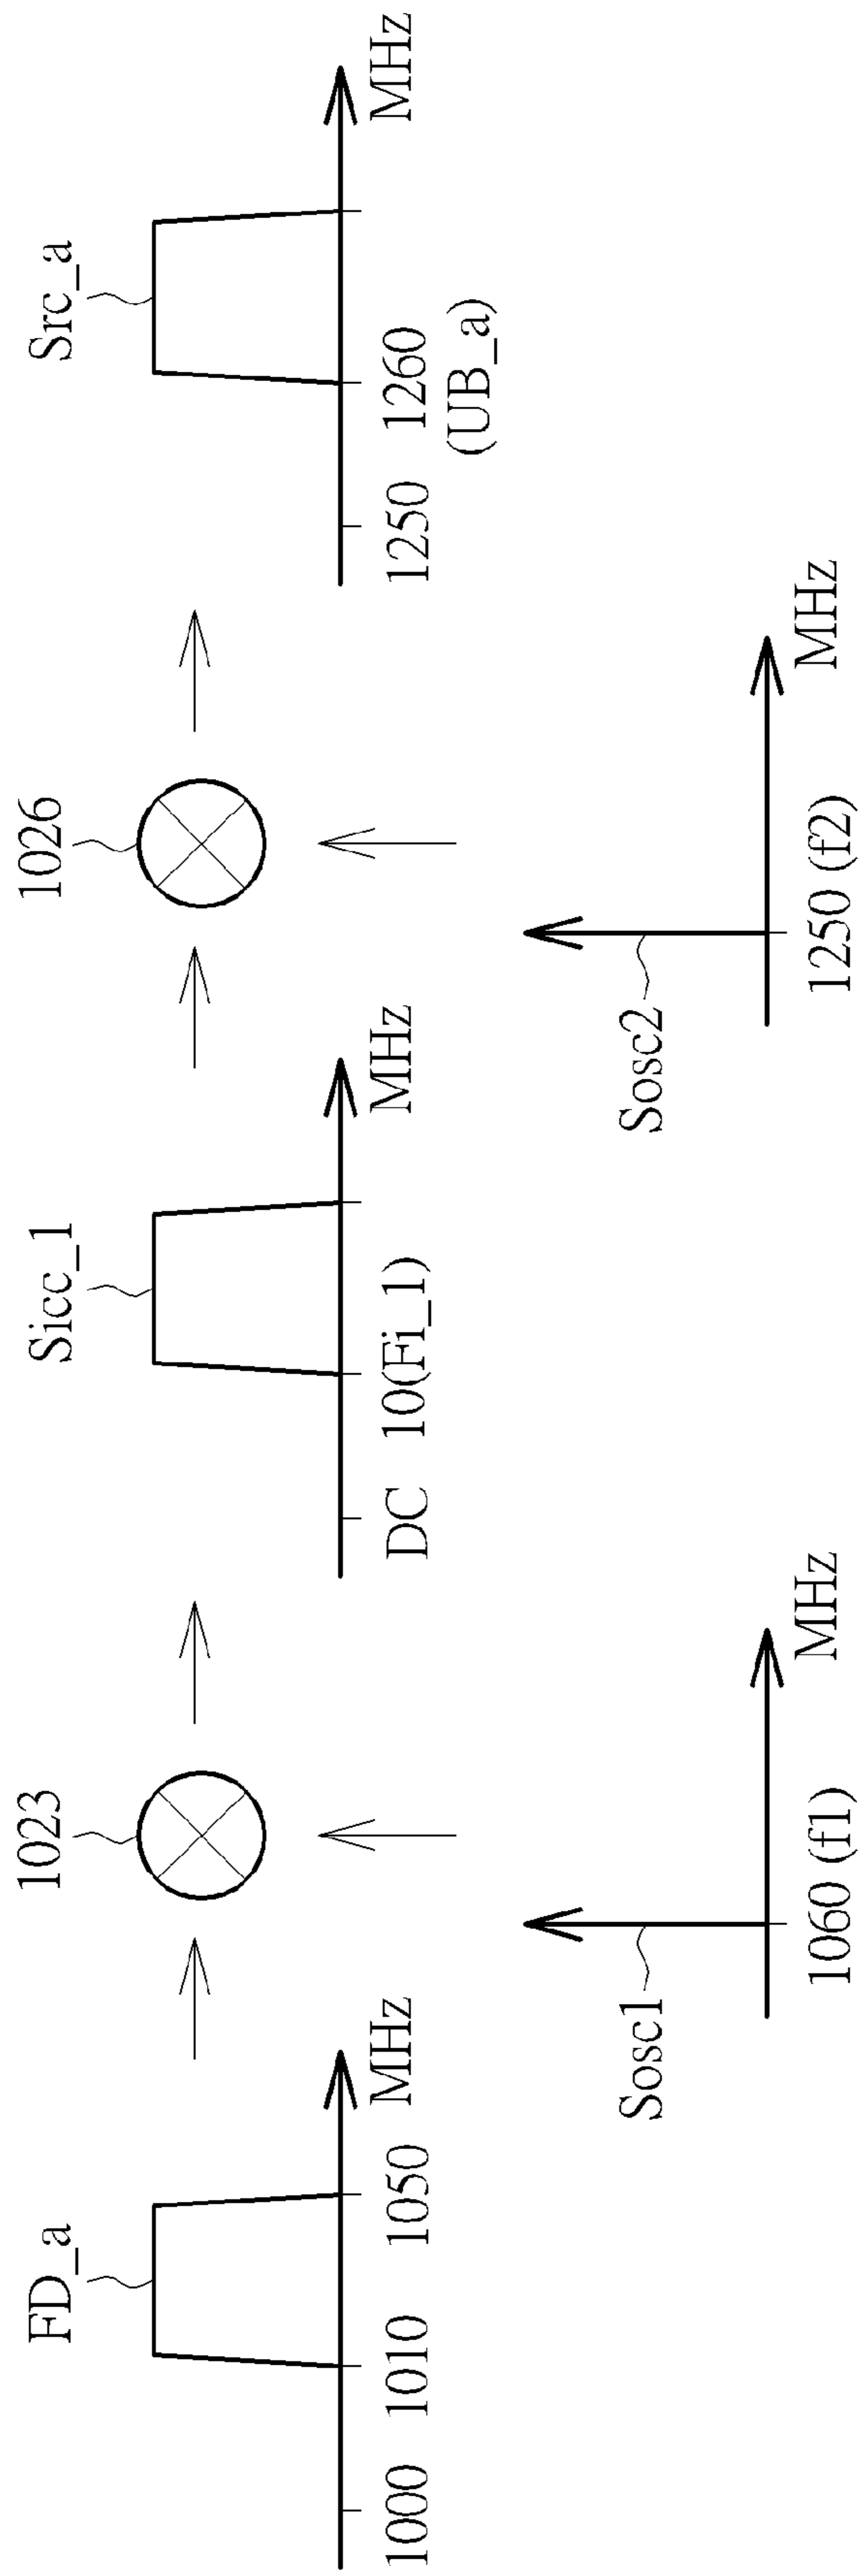 FD_a
1000 1010 1050
MHz
1023
Sosc1
1060 (f1)
MHz
Sicc_1
DC 10(Fi_1)
MHz
1026
Sosc2
1250 (f2)
MHz
Src_a
1250 1260
(UB_a)
MHz